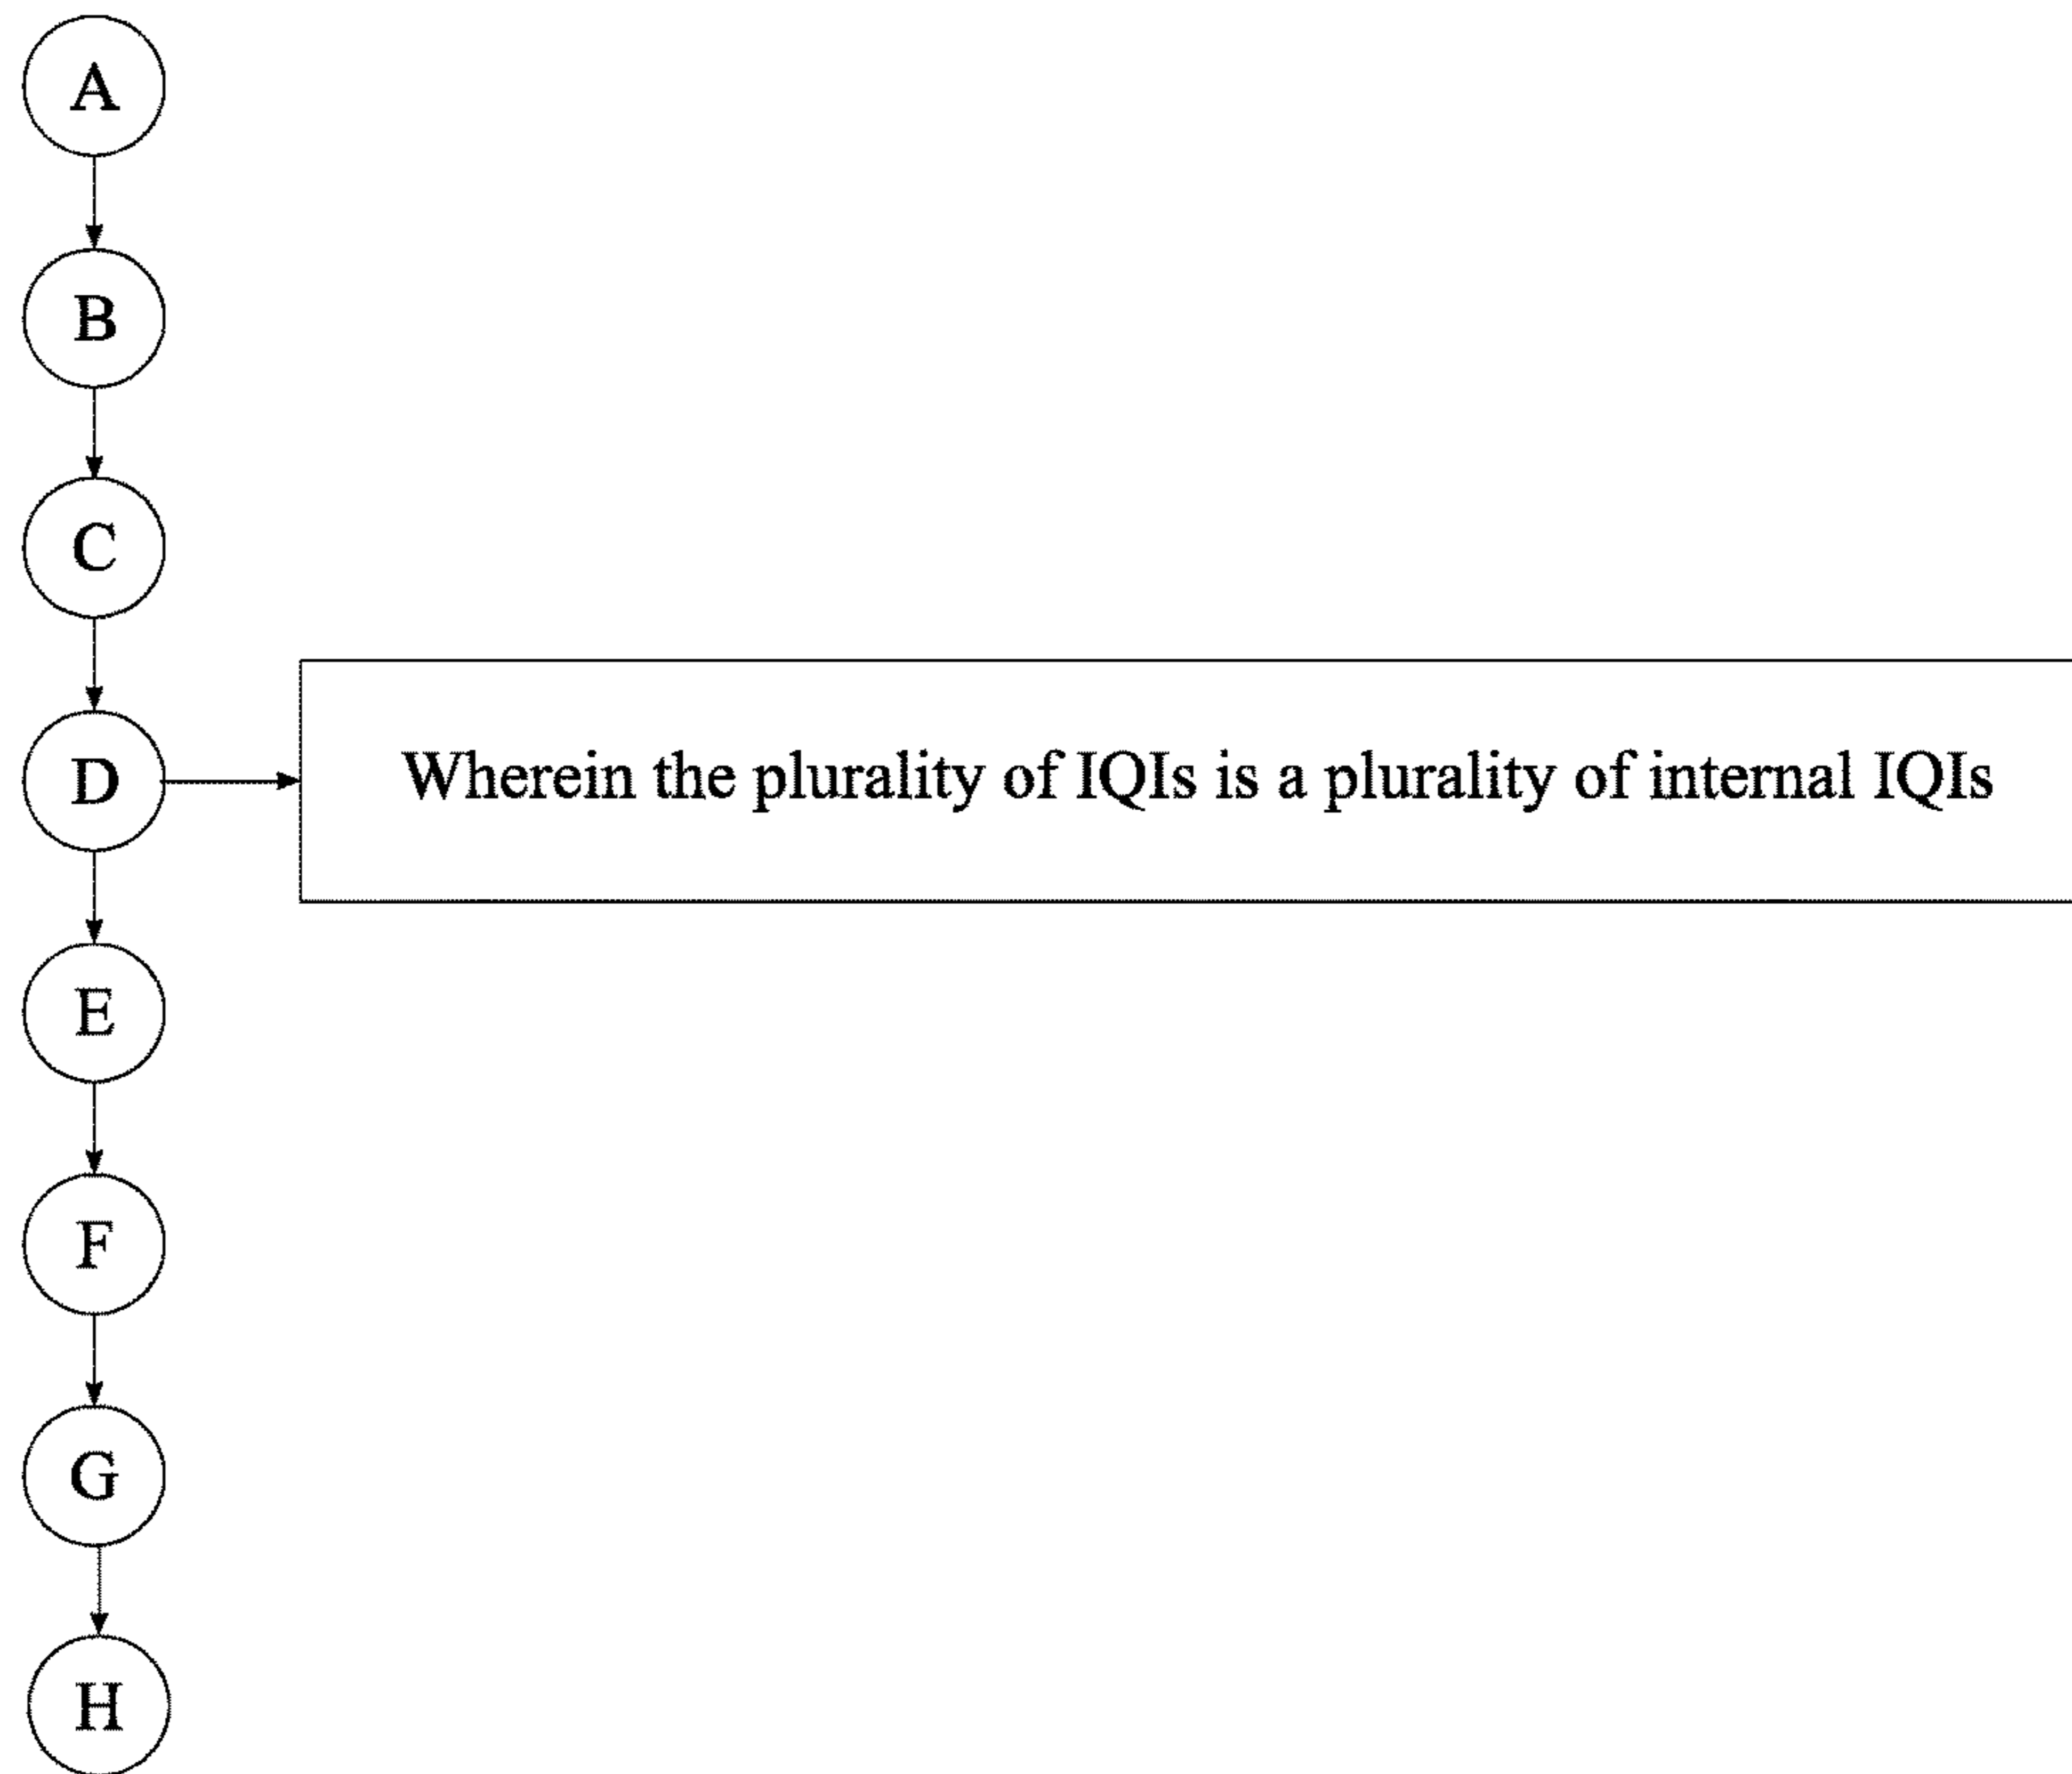 A
B
C
D
Wherein the plurality of IQIs is a plurality of internal IQIs
E
F
G
H